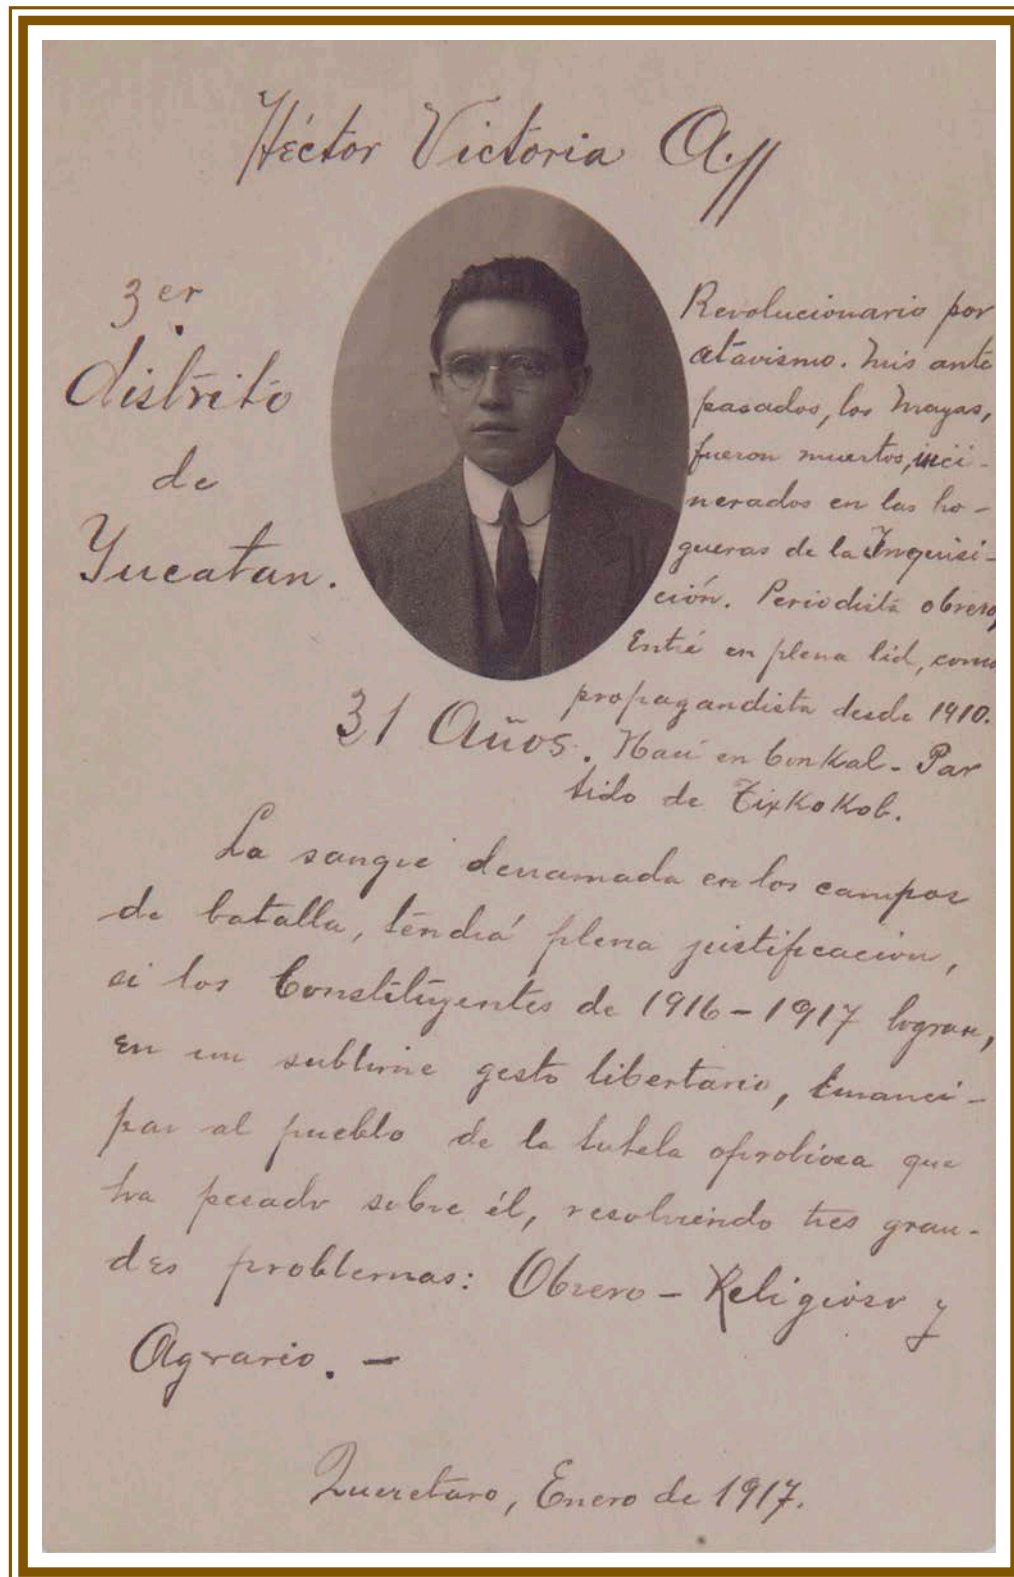 Héctor Victoria A.
3er
distrito
de
Yucatan.
Revolucionario por
atavismo. Mis ante
pasados, los Mayas,
fueron muertos, inci-
nerados en las ho-
gueras de la Inquisi-
ción. Periodista obrero,
Entré en plena lid, como
propagandista desde 1910.
31 Años. Nací en Conkal - Par
tido de Tixkokob.
La sangre derramada en los campos
de batalla, tendrá plena justificación,
si los Constituyentes de 1916-1917 logran,
en un sublime gesto libertario, emanci-
par al pueblo de la tutela oprobiosa que
ha pesado sobre él, resolviendo tres gran-
des problemas: Obrero - Religioso y
Agrario. -
Queretaro, Enero de 1917.